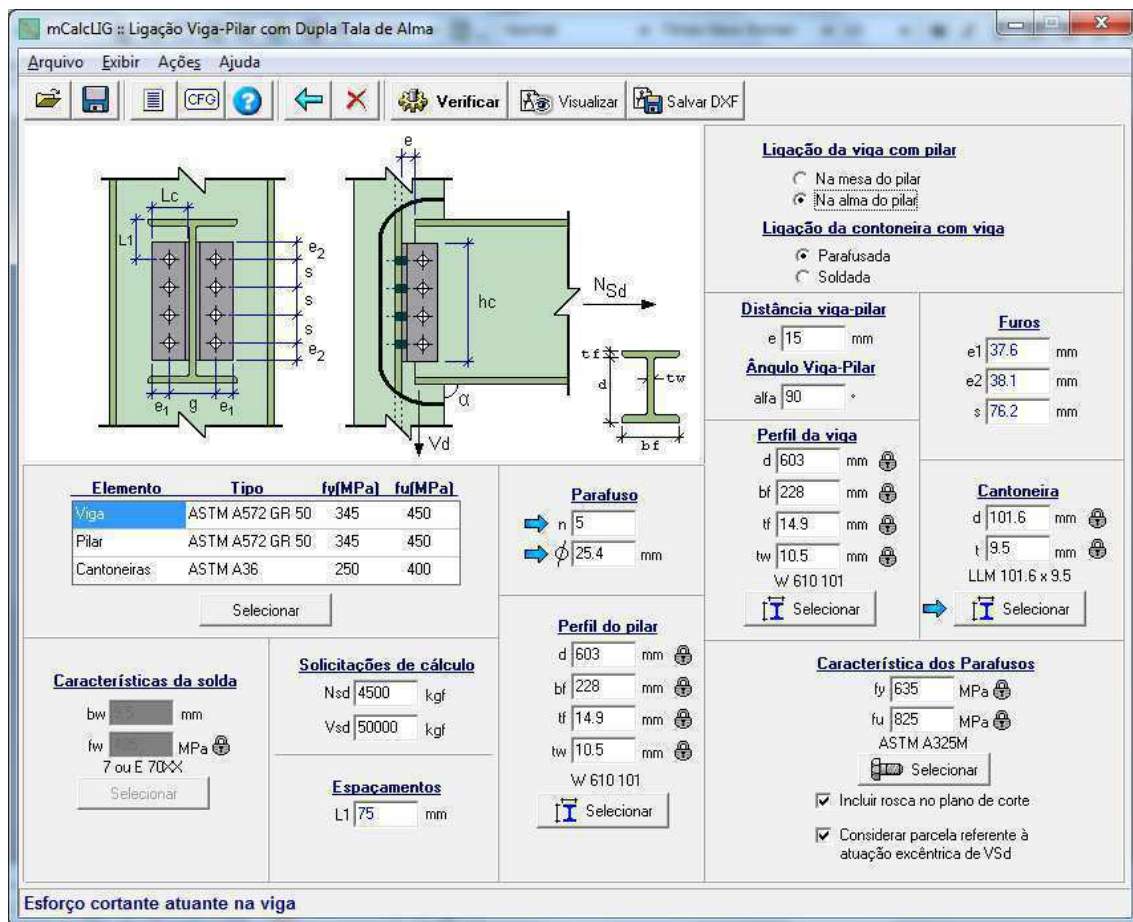 mCalcLIG :: Ligação Viga-Pilar com Dupla Tala de Alma
Arquivo Exibir Ações Ajuda
CFG ? Verificar Visualizar Salvar DXF
e
Lc
L1
e2
s
s
s
e2
e1 g e1
hc
NSd
α
Vd
tf
d
tw
bf
Ligação da viga com pilar
Na mesa do pilar
Na alma do pilar
Ligação da contoneira com viga
Parafusada
Soldada
Distância viga-pilar
e 15 mm
Ângulo Viga-Pilar
alfa 90 °
Furos
e1 37.6 mm
e2 38.1 mm
s 76.2 mm
Perfil da viga
d 603 mm
bf 228 mm
tf 14.9 mm
tw 10.5 mm
W 610 101
Selecionar
Cantoneira
d 101.6 mm
t 9.5 mm
LLM 101.6 x 9.5
Selecionar
Elemento Tipo fy(MPa) fu(MPa)
Viga ASTM A572 GR 50 345 450
Pilar ASTM A572 GR 50 345 450
Cantoneiras ASTM A36 250 400
Selecionar
Parafuso
n 5
ϕ 25.4 mm
Características da solda
bw mm
fw MPa
7 ou E 70XX
Selecionar
Solicitações de cálculo
Nsd 4500 kgf
Vsd 50000 kgf
Espaçamentos
L1 75 mm
Perfil do pilar
d 603 mm
bf 228 mm
tf 14.9 mm
tw 10.5 mm
W 610 101
Selecionar
Característica dos Parafusos
fy 635 MPa
fu 825 MPa
ASTM A325M
Selecionar
Incluir rosca no plano de corte
Considerar parcela referente à
atuação excêntrica de VSd
Esforço cortante atuante na viga